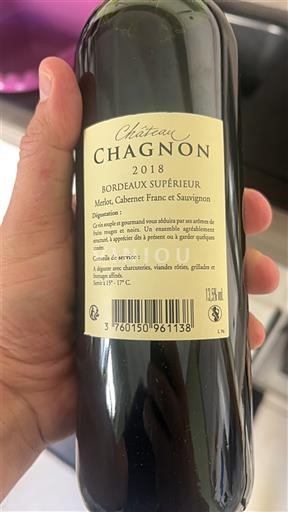 Château
CHAGNON
2018
BORDEAUX SUPÉRIEUR
Merlot, Cabernet Franc et Sauvignon
Dégustation :
Ce vin souple et gourmand vous séduira par ses arômes de
fruits rouges et noirs. Un ensemble agréablement
structuré, à apprécier dès à présent ou à garder quelques
années.
Conseils de service :
A déguster avec charcuteries, viandes rôties, grillades et
fromages affinés.
Servir à 15° - 17° C.
13,5% vol.
3 760150 961138